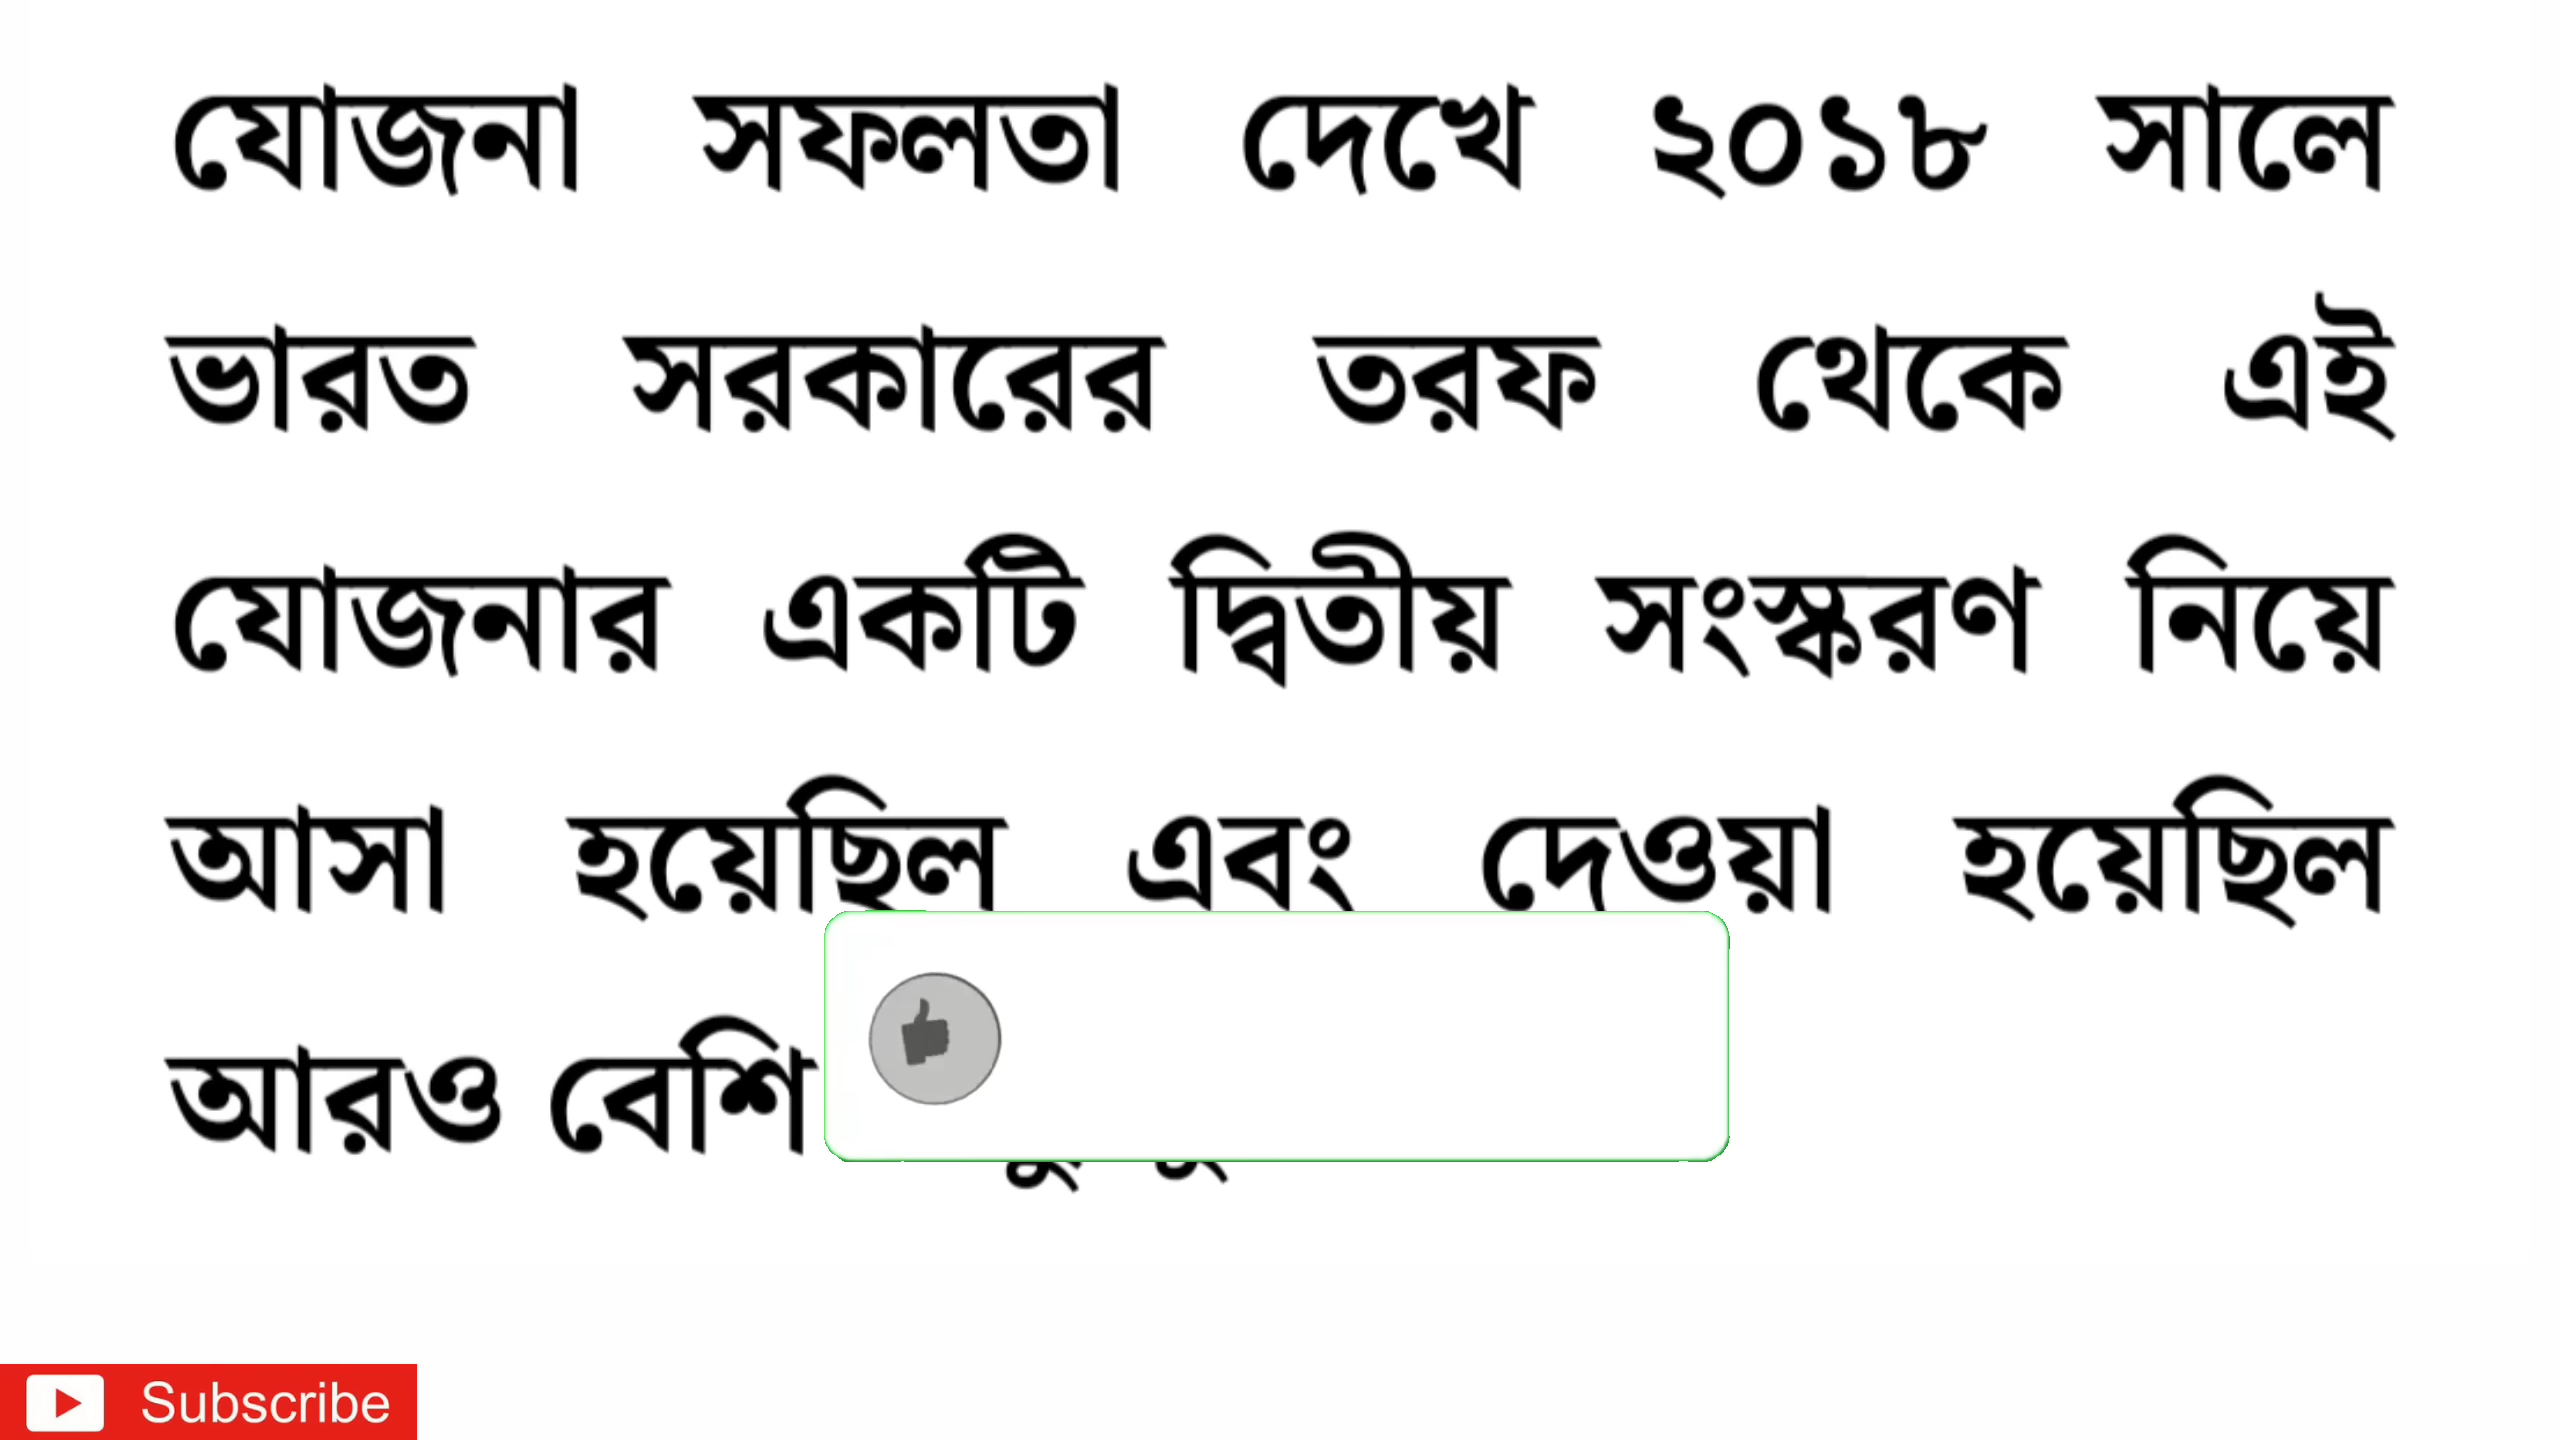 যোজনা সফলতা দেখে ২০১৮ সালে
ভারত সরকারের তরফ থেকে এই
যোজনার একটি দ্বিতীয় সংস্করণ নিয়ে
আসা হয়েছিল এবং দেওয়া হয়েছিল
আরও বেশি
Subscribe